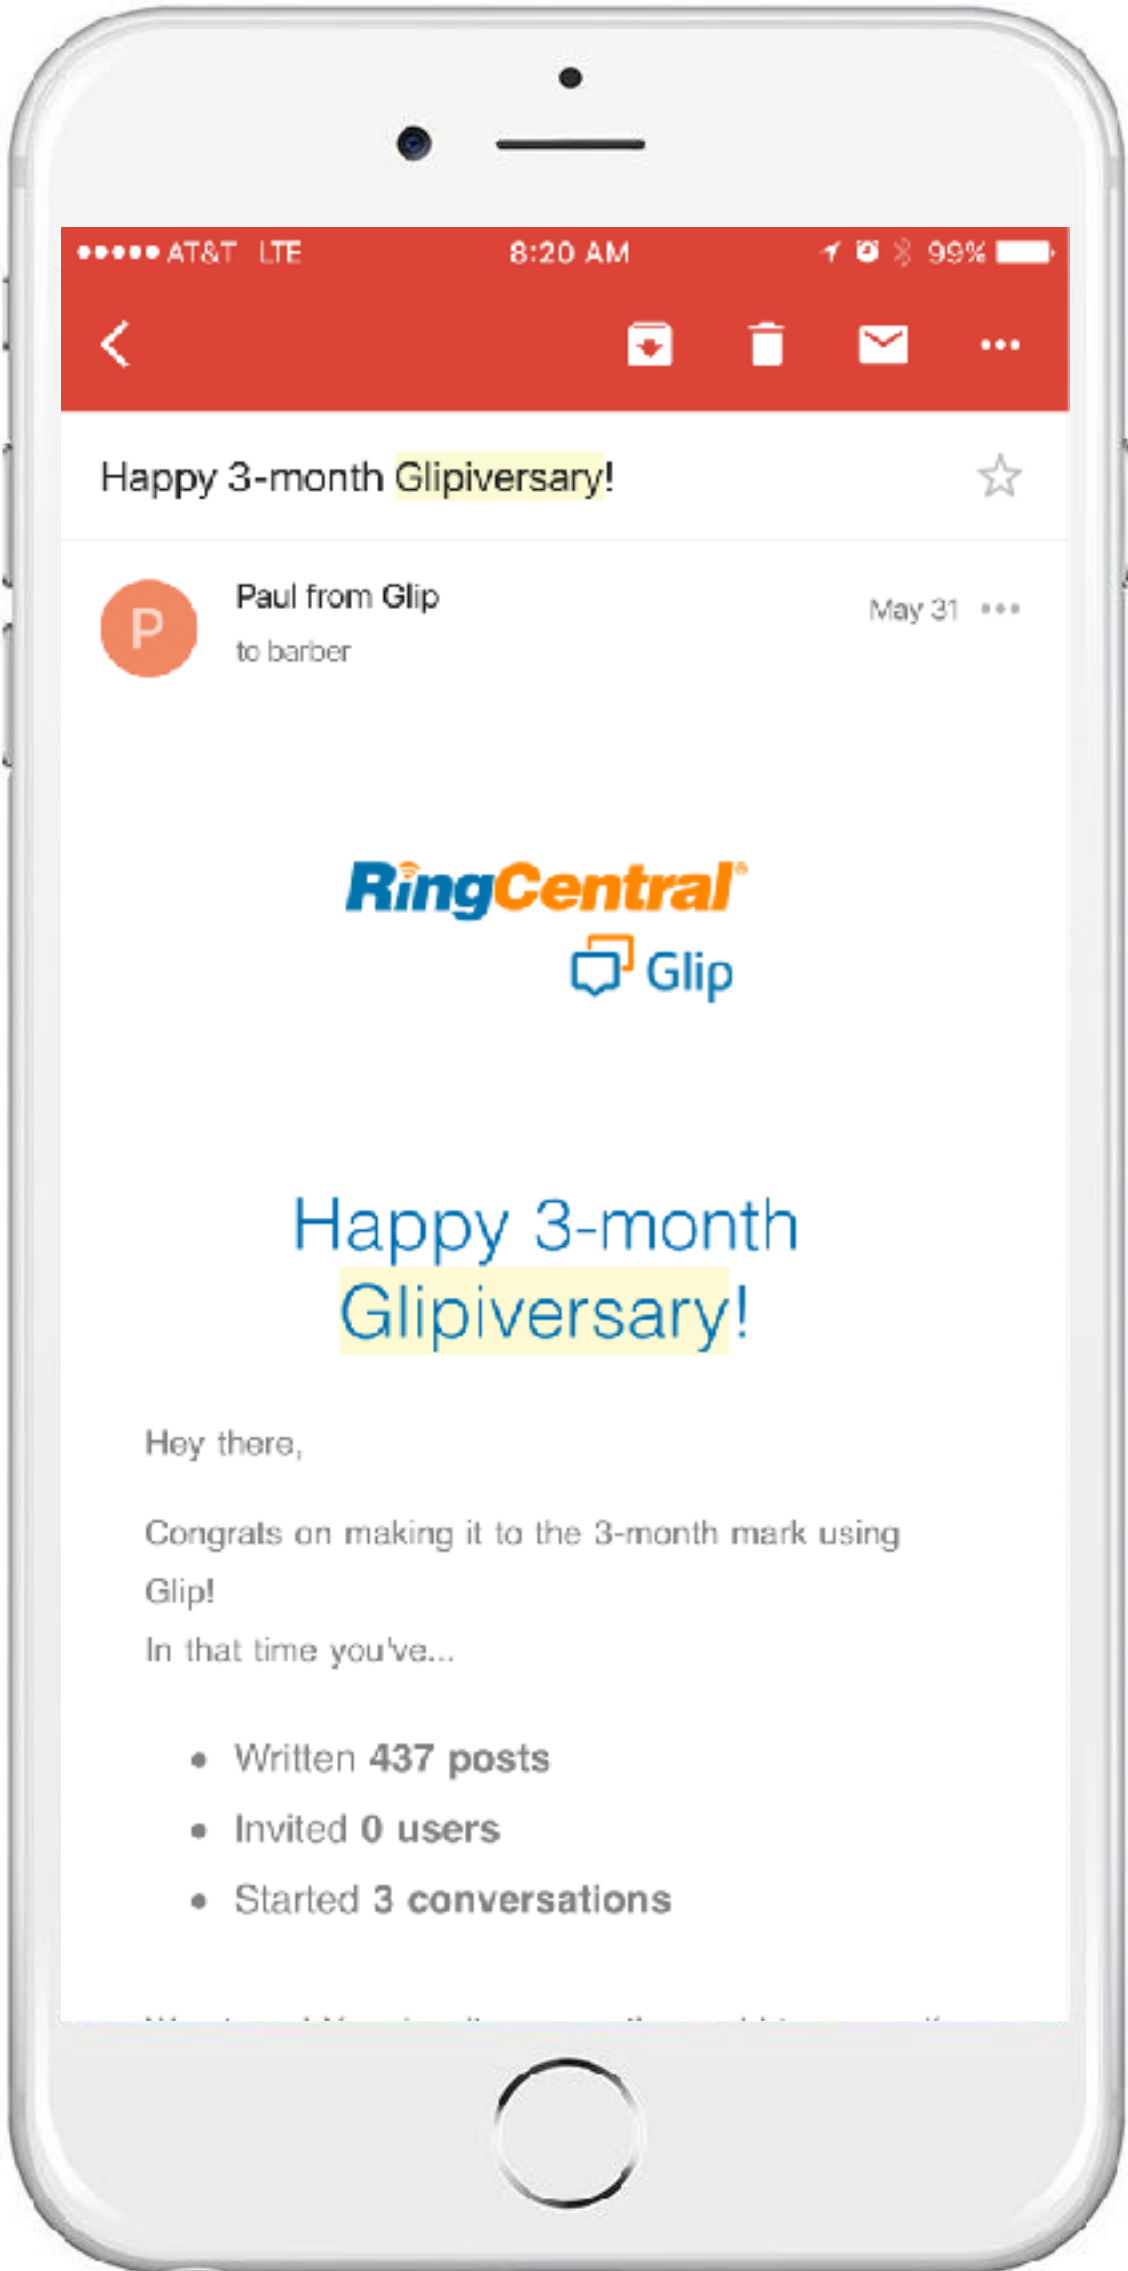 AT&T LTE 8:20 AM 99%
Happy 3-month Glipiversary!
P
Paul from Glip
May 31
to barber
RingCentral®
Glip
Happy 3-month
Glipiversary!
Hey there,
Congrats on making it to the 3-month mark using
Glip!
In that time you've...
• Written 437 posts
• Invited 0 users
• Started 3 conversations